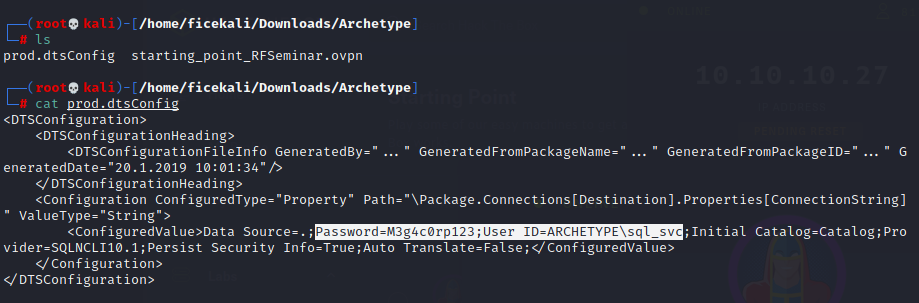 (root💀kali)-[/home/ficekali/Downloads/Archetype]
# ls
prod.dtsConfig  starting_point_RFSeminar.ovpn
(root💀kali)-[/home/ficekali/Downloads/Archetype]
# cat prod.dtsConfig
<DTSConfiguration>
    <DTSConfigurationHeading>
        <DTSConfigurationFileInfo GeneratedBy="..." GeneratedFromPackageName="..." GeneratedFromPackageID="..." G
eneratedDate="20.1.2019 10:01:34"/>
    </DTSConfigurationHeading>
    <Configuration ConfiguredType="Property" Path="\Package.Connections[Destination].Properties[ConnectionString]
" ValueType="String">
        <ConfiguredValue>Data Source=.;Password=M3g4c0rp123;User ID=ARCHETYPE\sql_svc;Initial Catalog=Catalog;Pro
vider=SQLNCLI10.1;Persist Security Info=True;Auto Translate=False;</ConfiguredValue>
    </Configuration>
</DTSConfiguration>
10.10.10.27
Starting Point